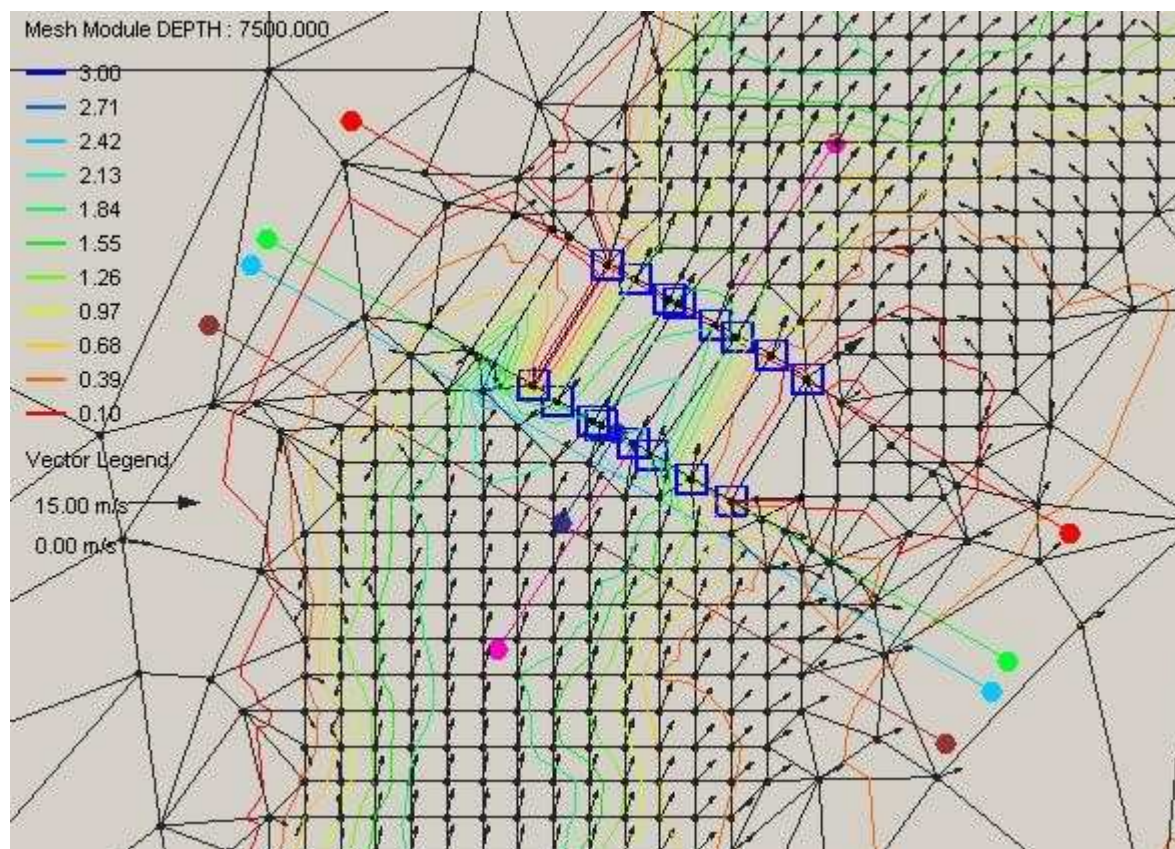 Mesh Module DEPTH : 7500.000
3.00
2.71
2.42
2.13
1.84
1.55
1.26
0.97
0.68
0.39
0.10
Vector Legend
15.00 m/s
0.00 m/s